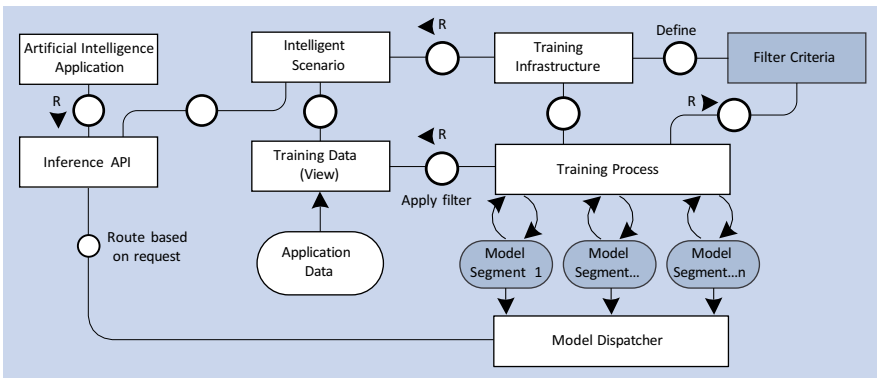 Artificial Intelligence
Application
Intelligent
Scenario
R
Training
Infrastructure
Define
Filter Criteria
R
R
Inference API
Training Data
(View)
R
Apply filter
Training Process
Route based
on request
Application
Data
Model
Segment 1
Model
Segment...
Model
Segment...n
Model Dispatcher